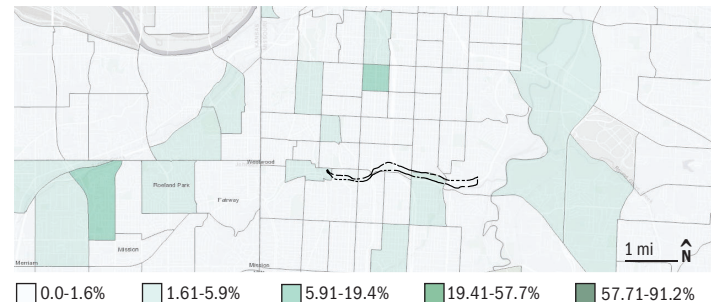 Westwood
Roeland Park
Fairway
Mission
Merriam
Mission
1 mi
N
0.0-1.6%
1.61-5.9%
5.91-19.4%
19.41-57.7%
57.71-91.2%